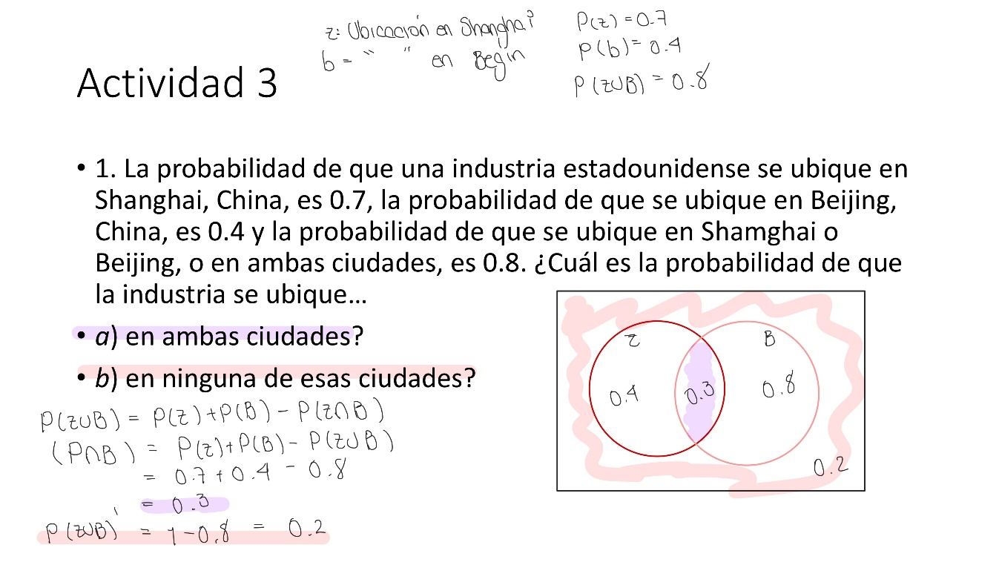 z: Ubicación en Shanghai
P(z) = 0.7
b = " " en Begin
P(b) = 0.4
P(zUB) = 0.8
Actividad 3
• 1. La probabilidad de que una industria estadounidense se ubique en
Shanghai, China, es 0.7, la probabilidad de que se ubique en Beijing,
China, es 0.4 y la probabilidad de que se ubique en Shamghai o
Beijing, o en ambas ciudades, es 0.8. ¿Cuál es la probabilidad de que
la industria se ubique...
• a) en ambas ciudades?
• b) en ninguna de esas ciudades?
P(zUB) = P(z)+P(B) - P(z∩B)
(P∩B) = P(z)+P(B) - P(zUB)
= 0.7 + 0.4 - 0.8
= 0.3
P(zUB)' = 1-0.8 = 0.2
z
B
0.4
0.3
0.8
0.2